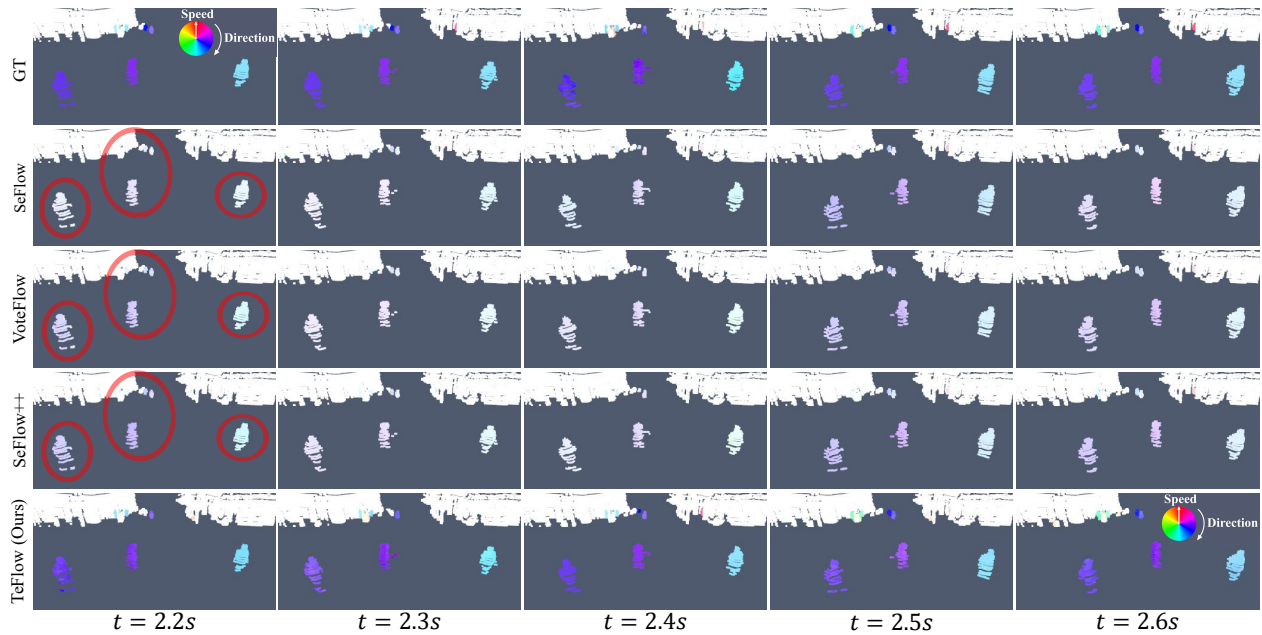 GT
Speed
Direction
SeFlow
VoteFlow
SeFlow++
TeFlow (Ours)
Speed
Direction
t = 2.2s
t = 2.3s
t = 2.4s
t = 2.5s
t = 2.6s